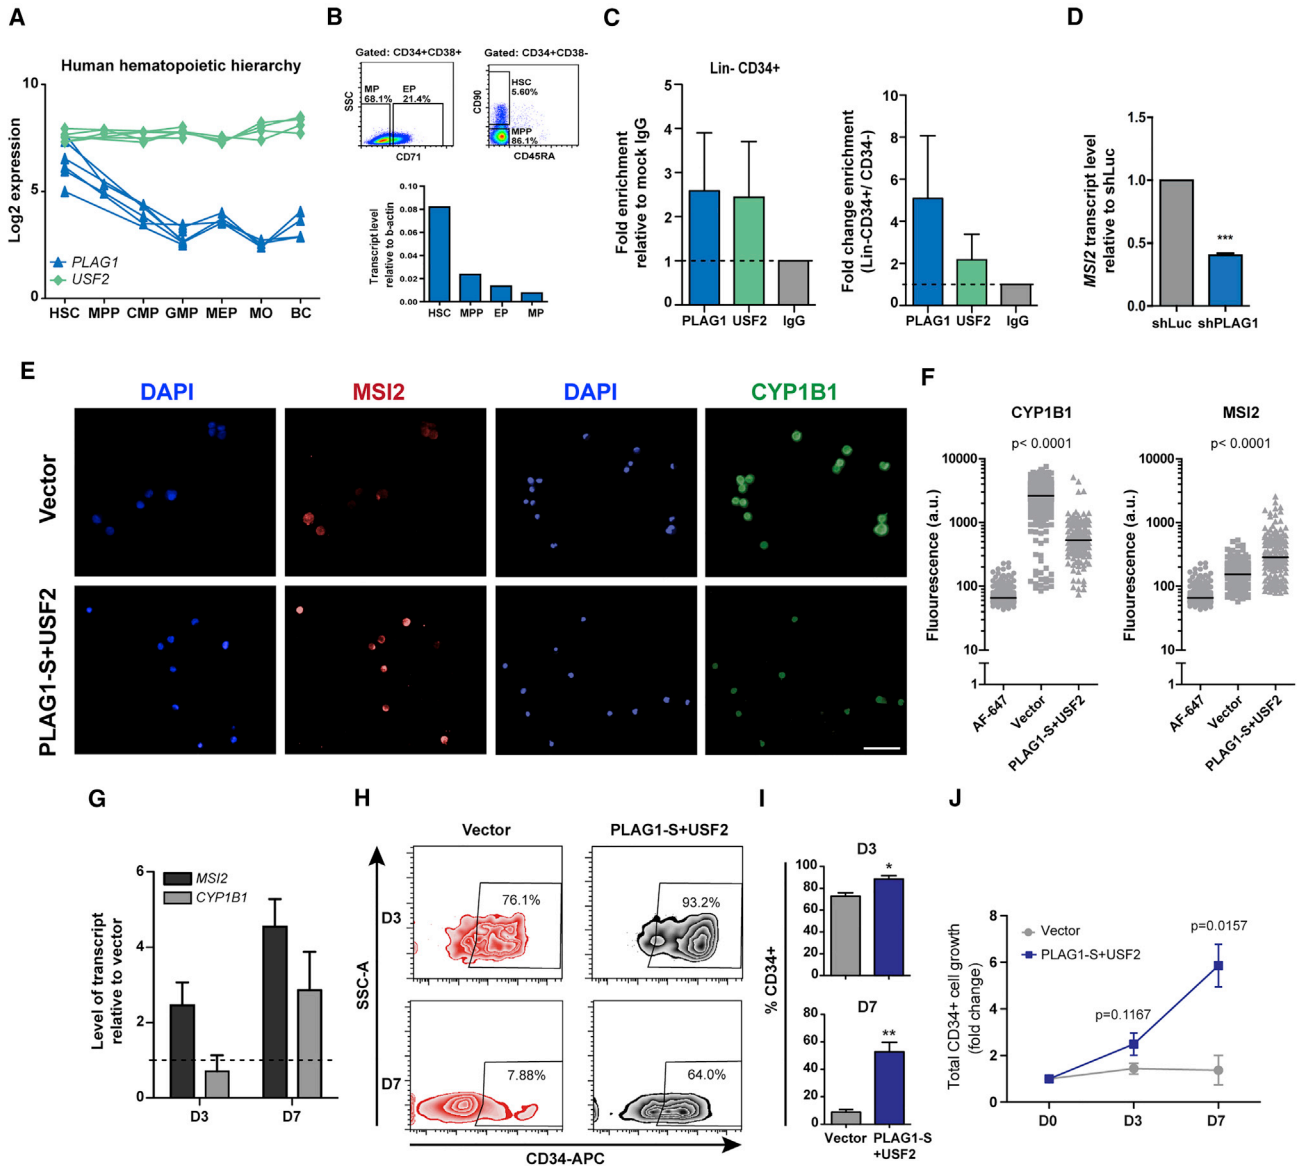 A
Human hematopoietic hierarchy
Log2 expression
10
5
0
PLAG1
USF2
HSC MPP CMP GMP MEP MO BC
B
Gated: CD34+CD38+
Gated: CD34+CD38-
SSC
MP
68.1%
EP
21.4%
CD71
CD90
HSC
5.60%
MPP
86.1%
CD45RA
Transcript level
relative to b-actin
0.10
0.08
0.06
0.04
0.02
0.00
HSC MPP EP MP
C
Lin- CD34+
Fold enrichment
relative to mock IgG
5
4
3
2
1
0
PLAG1 USF2 IgG
Fold change enrichment
(Lin-CD34+/ CD34-)
10
8
6
4
2
0
PLAG1 USF2 IgG
D
MSI2 transcript level
relative to shLuc
1.5
1.0
0.5
0.0
***
shLuc shPLAG1
E
DAPI
MSI2
DAPI
CYP1B1
Vector
PLAG1-S+USF2
F
CYP1B1
p< 0.0001
Fluourescence (a.u.)
10000
1000
100
10
1
AF-647
Vector
PLAG1-S+USF2
MSI2
p< 0.0001
Fluourescence (a.u.)
10000
1000
100
10
1
AF-647
Vector
PLAG1-S+USF2
G
Level of transcript
relative to vector
6
4
2
0
MSI2
CYP1B1
D3 D7
H
Vector
PLAG1-S+USF2
SSC-A
D3
76.1%
93.2%
D7
7.88%
64.0%
CD34-APC
I
% CD34+
D3
100
80
60
40
20
0
*
D7
80
60
40
20
0
**
Vector PLAG1-S
+USF2
J
Total CD34+ cell growth
(fold change)
8
6
4
2
0
Vector
PLAG1-S+USF2
p=0.0157
p=0.1167
D0 D3 D7